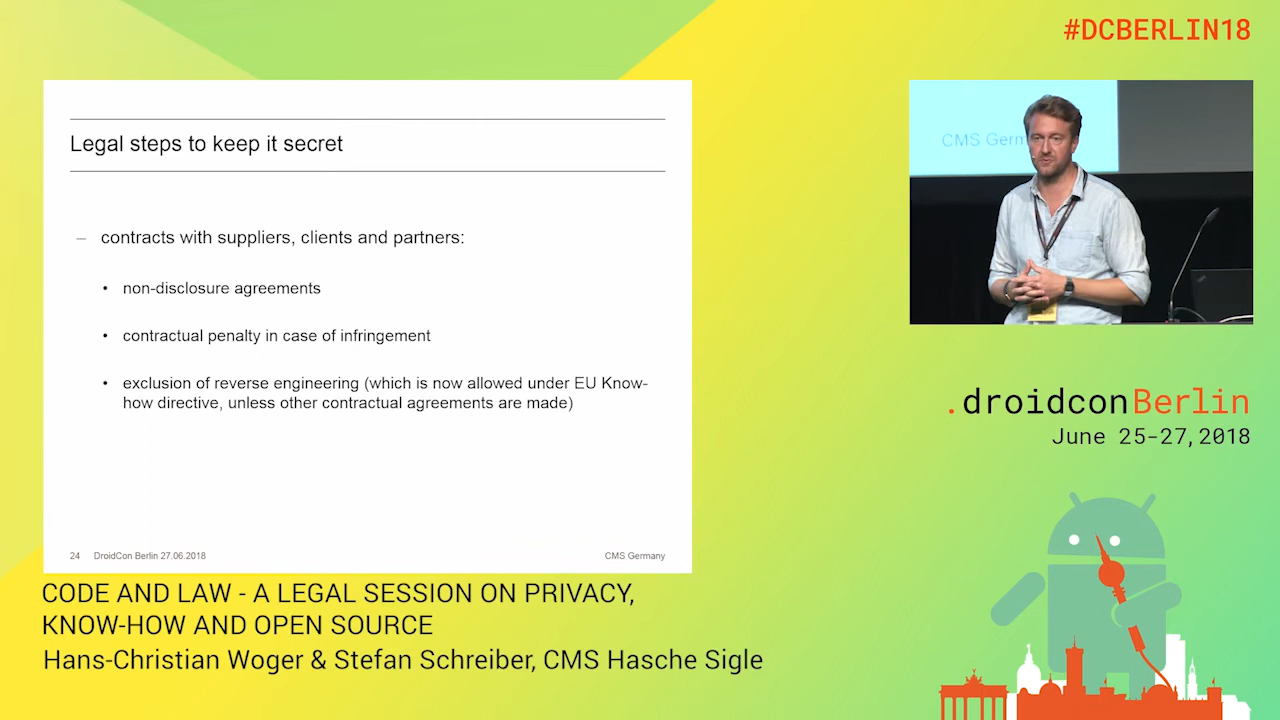 #DCBERLIN18
Legal steps to keep it secret
– contracts with suppliers, clients and partners:
• non-disclosure agreements
• contractual penalty in case of infringement
• exclusion of reverse engineering (which is now allowed under EU Know-
how directive, unless other contractual agreements are made)
24 DroidCon Berlin 27.06.2018 CMS Germany
CMS Germ
.droidconBerlin
June 25-27, 2018
CODE AND LAW - A LEGAL SESSION ON PRIVACY,
KNOW-HOW AND OPEN SOURCE
Hans-Christian Woger & Stefan Schreiber, CMS Hasche Sigle